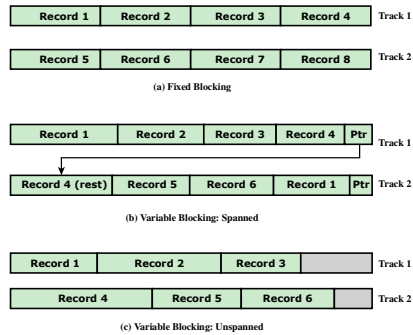 Record 1 Record 2 Record 3 Record 4 Track 1
Record 5 Record 6 Record 7 Record 8 Track 2
(a) Fixed Blocking
Record 1 Record 2 Record 3 Record 4 Ptr Track 1
Record 4 (rest) Record 5 Record 6 Record 1 Ptr Track 2
(b) Variable Blocking: Spanned
Record 1 Record 2 Record 3 Track 1
Record 4 Record 5 Record 6 Track 2
(c) Variable Blocking: Unspanned